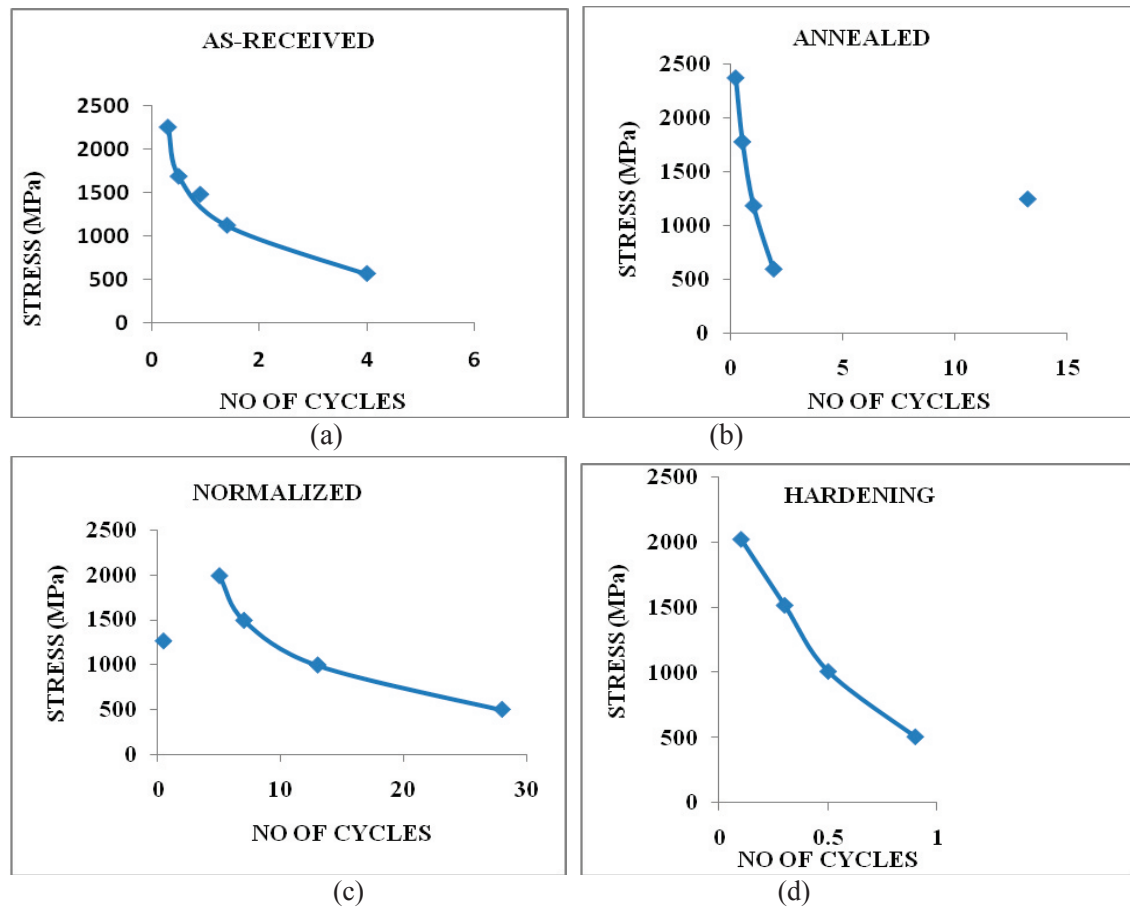 AS-RECEIVED
2500
2000
1500
1000
500
0
STRESS (MPa)
0 2 4 6
NO OF CYCLES
(a)
ANNEALED
2500
2000
1500
1000
500
0
STRESS (MPa)
0 5 10 15
NO OF CYCLES
(b)
NORMALIZED
2500
2000
1500
1000
500
0
STRESS (MPa)
0 10 20 30
NO OF CYCLES
(c)
HARDENING
2500
2000
1500
1000
500
0
STRESS (MPa)
0 0.5 1
NO OF CYCLES
(d)